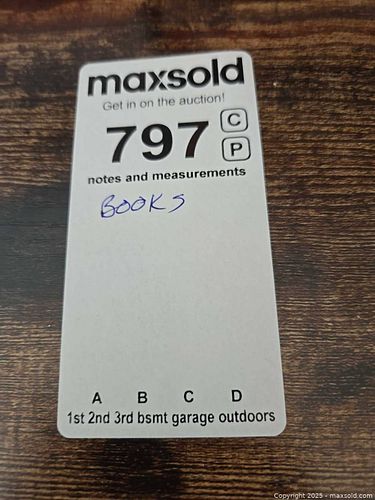 maxsold
Get in on the auction!
797 C
P
notes and measurements
BOOKS
A B C D
1st 2nd 3rd bsmt garage outdoors
Copyright 2025 - maxsold.com